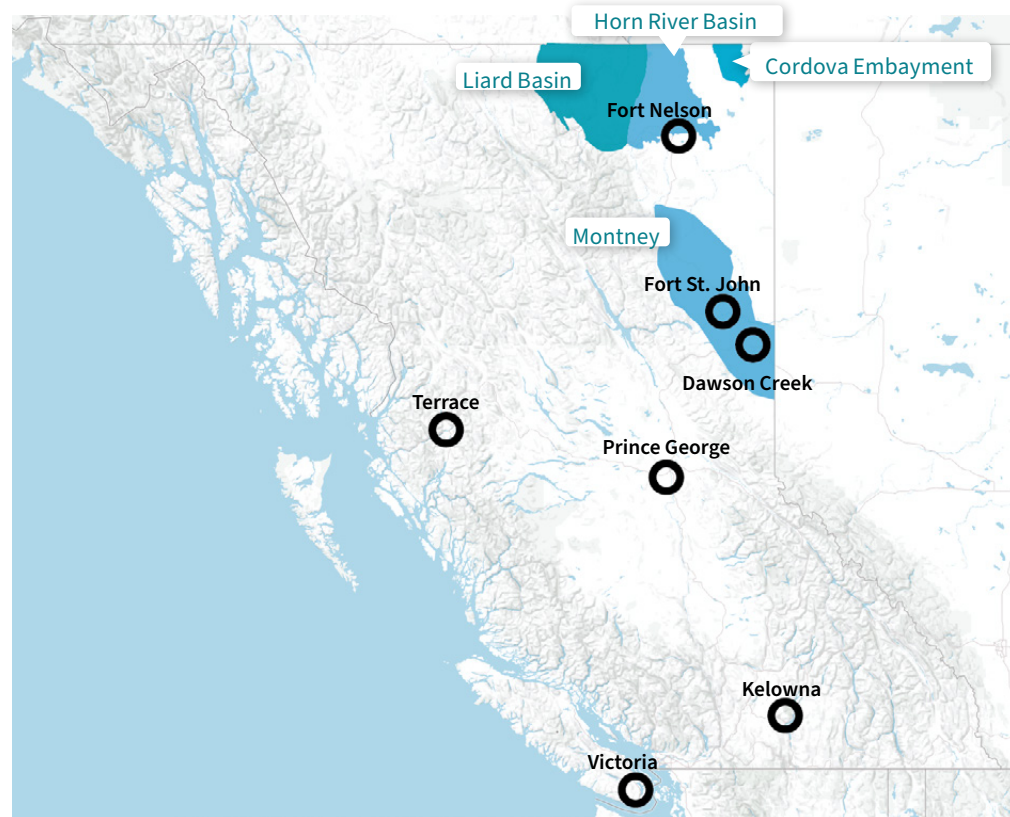 Horn River Basin
Cordova Embayment
Liard Basin
Fort Nelson
Montney
Fort St. John
Dawson Creek
Terrace
Prince George
Kelowna
Victoria